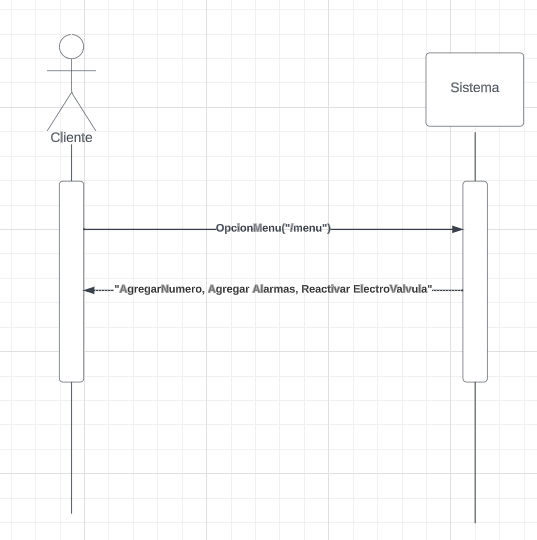 Sistema
Cliente
OpcionMenu("/menu")
"AgregarNumero, Agregar Alarmas, Reactivar ElectroValvula"